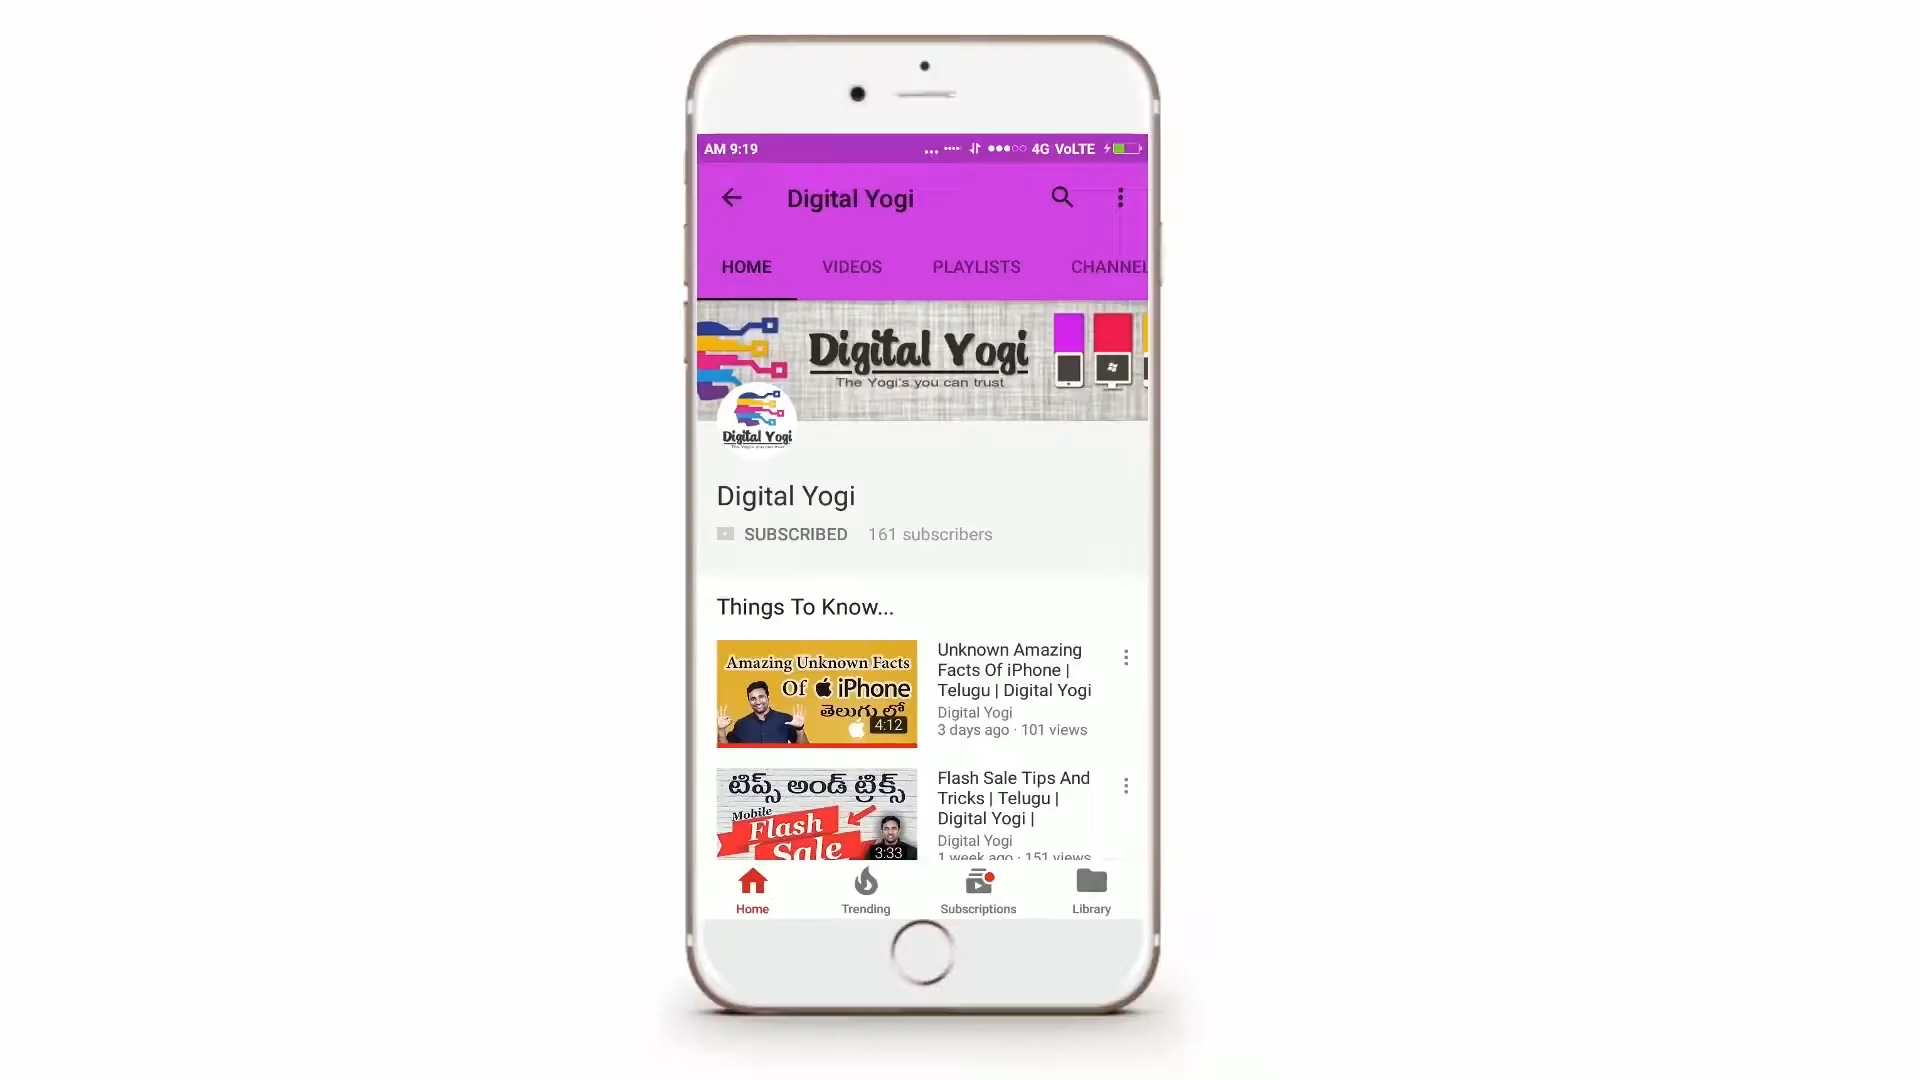 AM 9:19
4G VoLTE
Digital Yogi
HOME VIDEOS PLAYLISTS CHANNEL
Digital Yogi
The Yogi's you can trust
Digital Yogi
Digital Yogi
SUBSCRIBED 161 subscribers
Things To Know...
Amazing Unknown Facts
Of iPhone
తెలుగు లో
4:12
Unknown Amazing
Facts Of iPhone |
Telugu | Digital Yogi
Digital Yogi
3 days ago · 101 views
టిప్స్ అండ్ ట్రిక్స్
Mobile
Flash
Sale
3:33
Flash Sale Tips And
Tricks | Telugu |
Digital Yogi |
Digital Yogi
1 week ago · 151 views
Home Trending Subscriptions Library